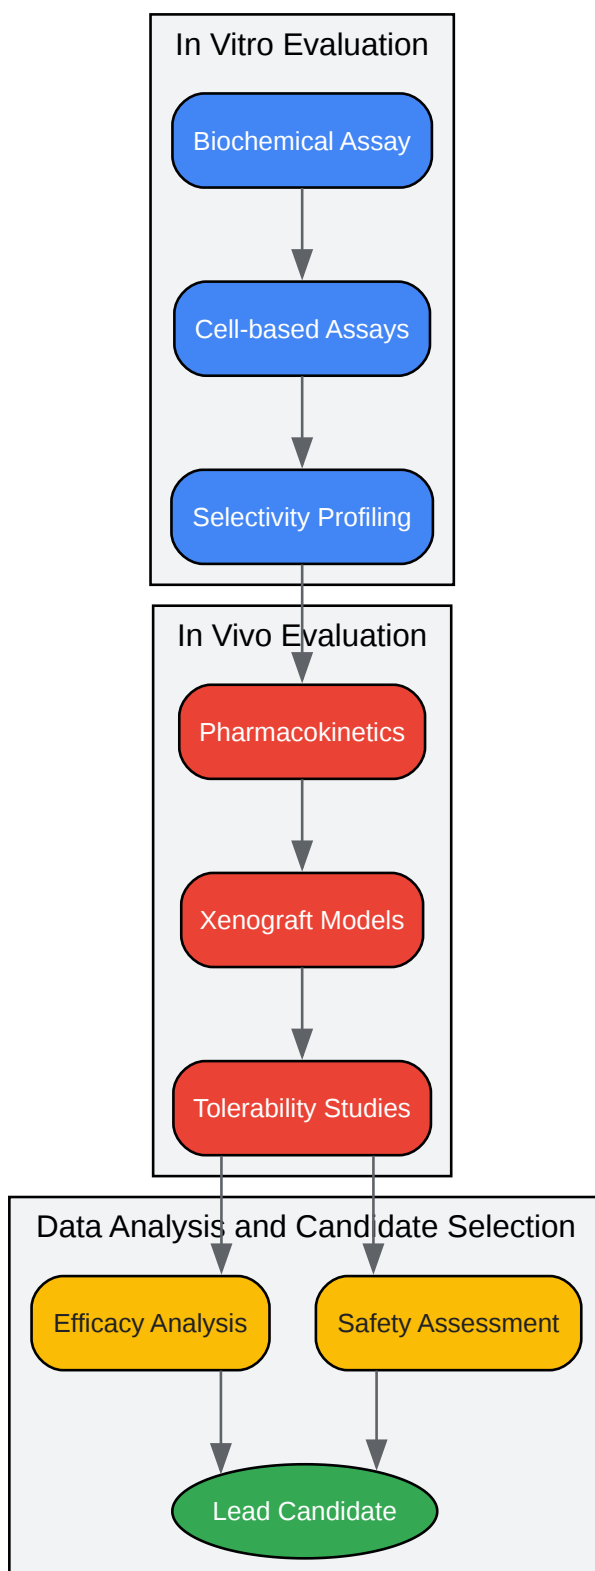 In Vitro Evaluation
Biochemical Assay
Cell-based Assays
Selectivity Profiling
In Vivo Evaluation
Pharmacokinetics
Xenograft Models
Tolerability Studies
Data Analysis and Candidate Selection
Efficacy Analysis
Safety Assessment
Lead Candidate